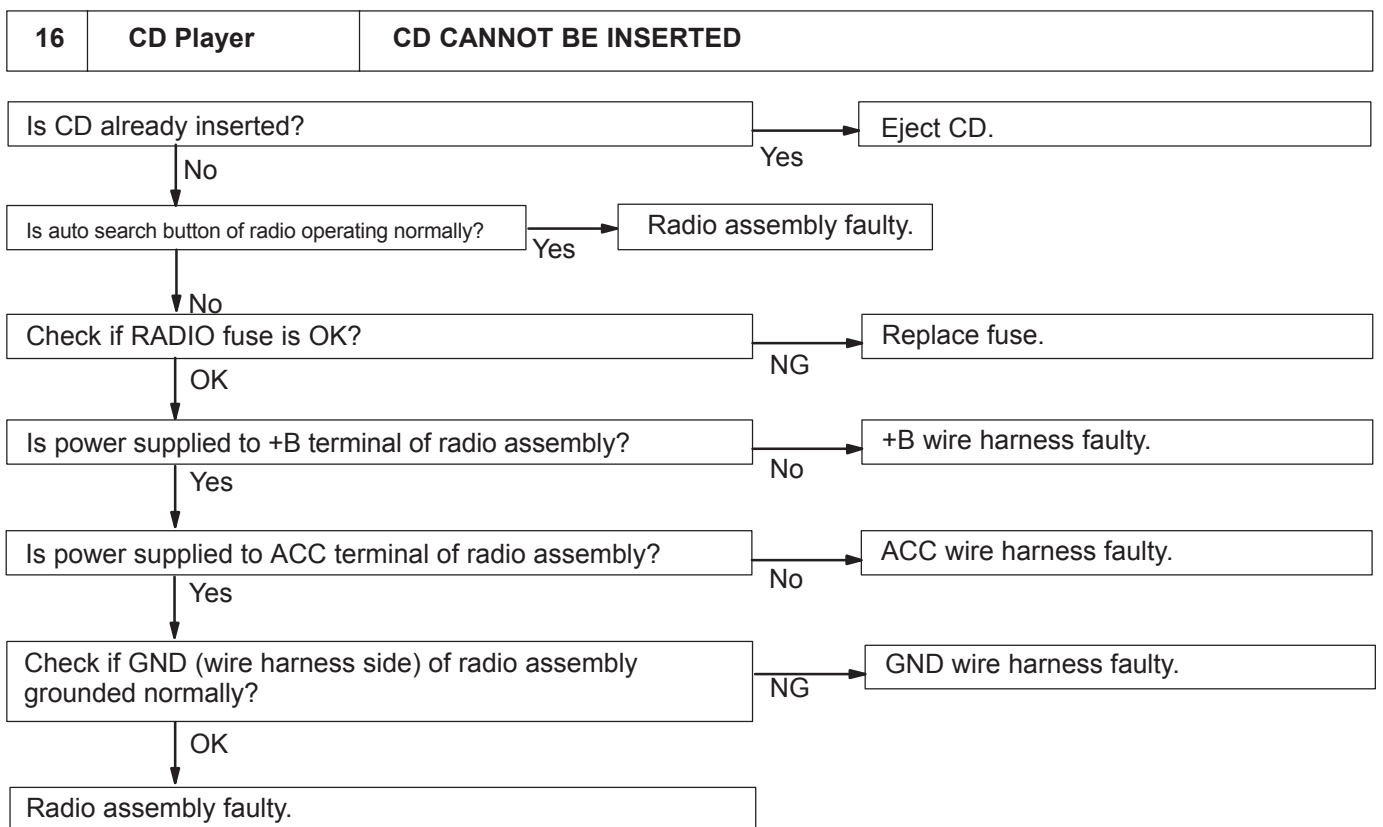 16 CD Player CD CANNOT BE INSERTED
Is CD already inserted?
Eject CD.
Yes
No
Is auto search button of radio operating normally?
Radio assembly faulty.
Yes
No
Check if RADIO fuse is OK?
Replace fuse.
NG
OK
Is power supplied to +B terminal of radio assembly?
+B wire harness faulty.
No
Yes
Is power supplied to ACC terminal of radio assembly?
ACC wire harness faulty.
No
Yes
Check if GND (wire harness side) of radio assembly
grounded normally?
GND wire harness faulty.
NG
OK
Radio assembly faulty.